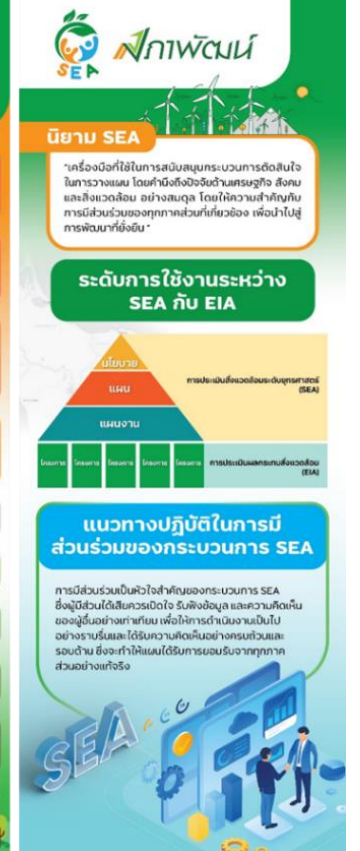 SEA
สภาพัฒน์
นิยาม SEA
"เครื่องมือที่ใช้ในการสนับสนุนกระบวนการตัดสินใจ
ในการวางแผน โดยคำนึงถึงปัจจัยด้านเศรษฐกิจ สังคม
และสิ่งแวดล้อม อย่างสมดุล โดยให้ความสำคัญกับ
การมีส่วนร่วมของทุกภาคส่วนที่เกี่ยวข้อง เพื่อนำไปสู่
การพัฒนาที่ยั่งยืน"
ระดับการใช้งานระหว่าง
SEA กับ EIA
นโยบาย
แผน
การประเมินสิ่งแวดล้อมระดับยุทธศาสตร์
(SEA)
แผนงาน
โครงการ โครงการ โครงการ โครงการ โครงการ
การประเมินผลกระทบสิ่งแวดล้อม
(EIA)
แนวทางปฏิบัติในการมี
ส่วนร่วมของกระบวนการ SEA
การมีส่วนร่วมเป็นหัวใจสำคัญของกระบวนการ SEA
ซึ่งผู้มีส่วนได้เสียควรเปิดใจ รับฟังข้อมูล และความคิดเห็น
ของผู้อื่นอย่างเท่าเทียม เพื่อให้การดำเนินงานเป็นไป
อย่างราบรื่นและได้รับความคิดเห็นอย่างครบถ้วนและ
รอบด้าน ซึ่งจะทำให้แผนได้รับการยอมรับจากทุกภาค
ส่วนอย่างแท้จริง
SEA